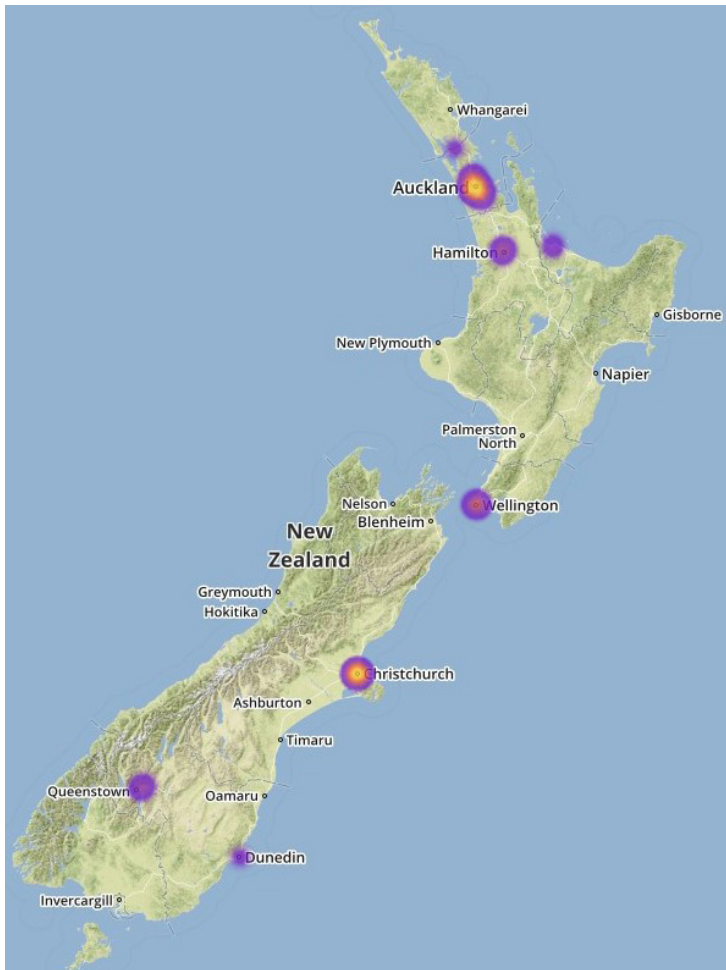 Whangarei
Auckland
Hamilton
Gisborne
New Plymouth
Napier
Palmerston
North
Nelson
Wellington
Blenheim
New
Zealand
Greymouth
Hokitika
Christchurch
Ashburton
Timaru
Queenstown
Oamaru
Dunedin
Invercargill